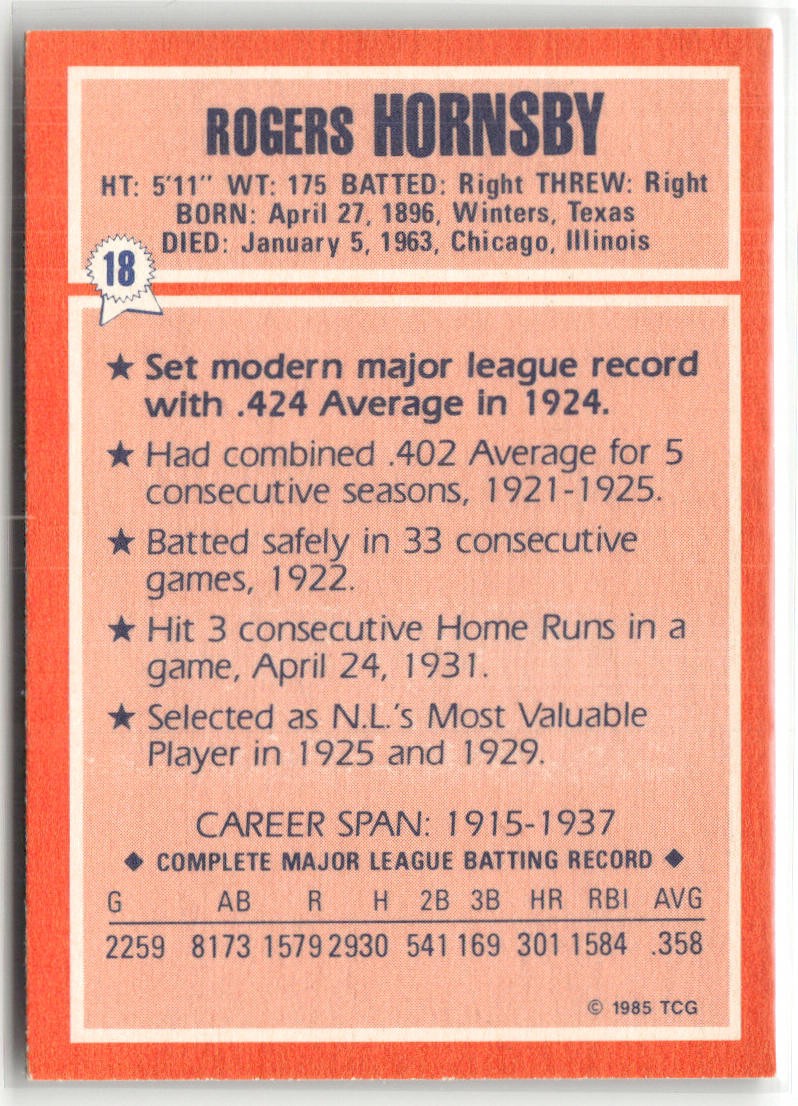 ROGERS HORNSBY
HT: 5'11" WT: 175 BATTED: Right THREW: Right
BORN: April 27, 1896, Winters, Texas
DIED: January 5, 1963, Chicago, Illinois
18
★ Set modern major league record
with .424 Average in 1924.
★ Had combined .402 Average for 5
consecutive seasons, 1921-1925.
★ Batted safely in 33 consecutive
games, 1922.
★ Hit 3 consecutive Home Runs in a
game, April 24, 1931.
★ Selected as N.L.'s Most Valuable
Player in 1925 and 1929.
CAREER SPAN: 1915-1937
◆ COMPLETE MAJOR LEAGUE BATTING RECORD ◆
G AB R H 2B 3B HR RBI AVG
2259 8173 1579 2930 541 169 301 1584 .358
© 1985 TCG